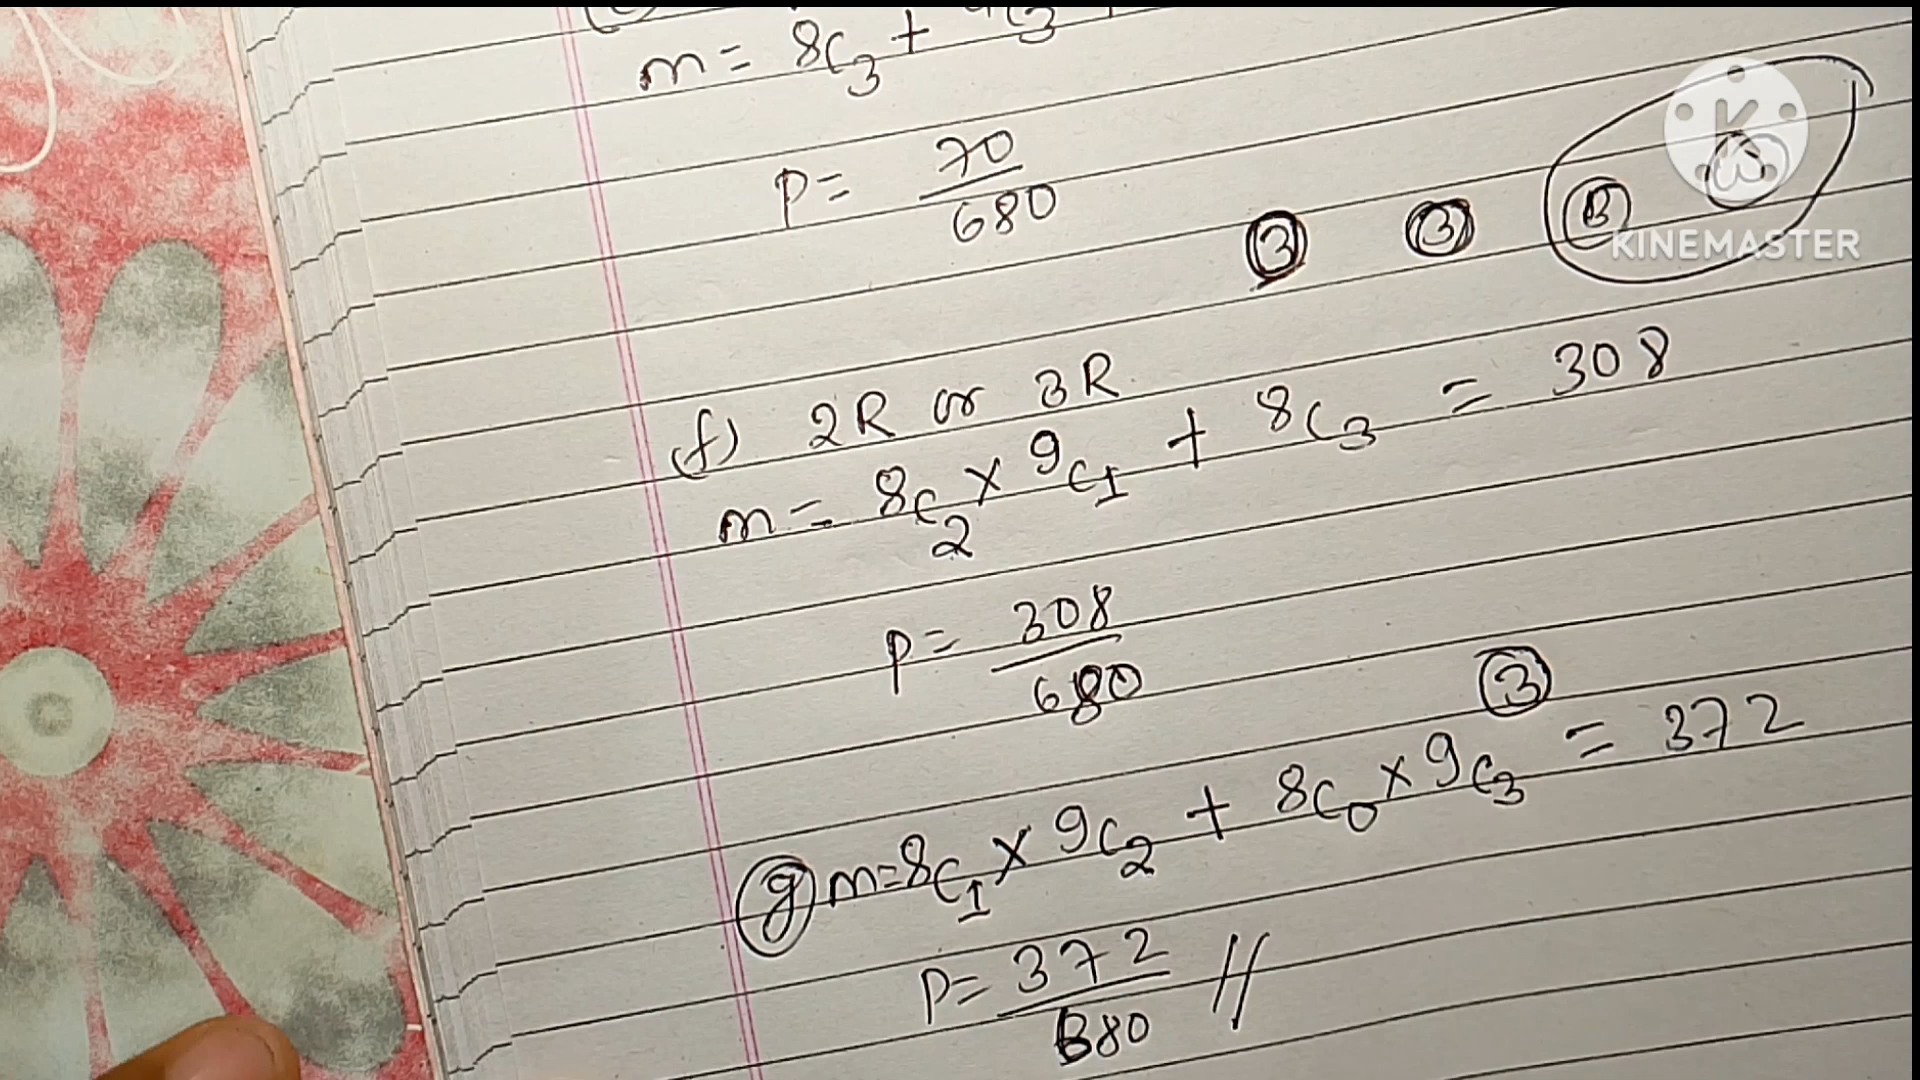 m = 8c3 +
P = 70/680
3 3 B W
K
KINEMASTER
(f) 2R or 3R
m = 8c2 x 9c1 + 8c3 = 308
P = 308/680
3
(g) m = 8c1 x 9c2 + 8c0 x 9c3 = 372
P = 372/680 //